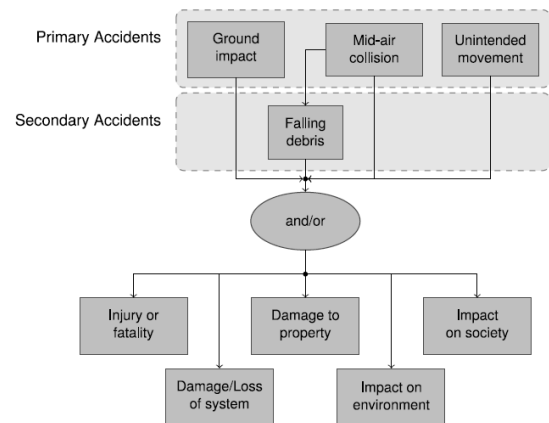 Primary Accidents
Ground
impact
Mid-air
collision
Unintended
movement
Secondary Accidents
Falling
debris
and/or
Injury or
fatality
Damage to
property
Impact
on society
Damage/Loss
of system
Impact on
environment